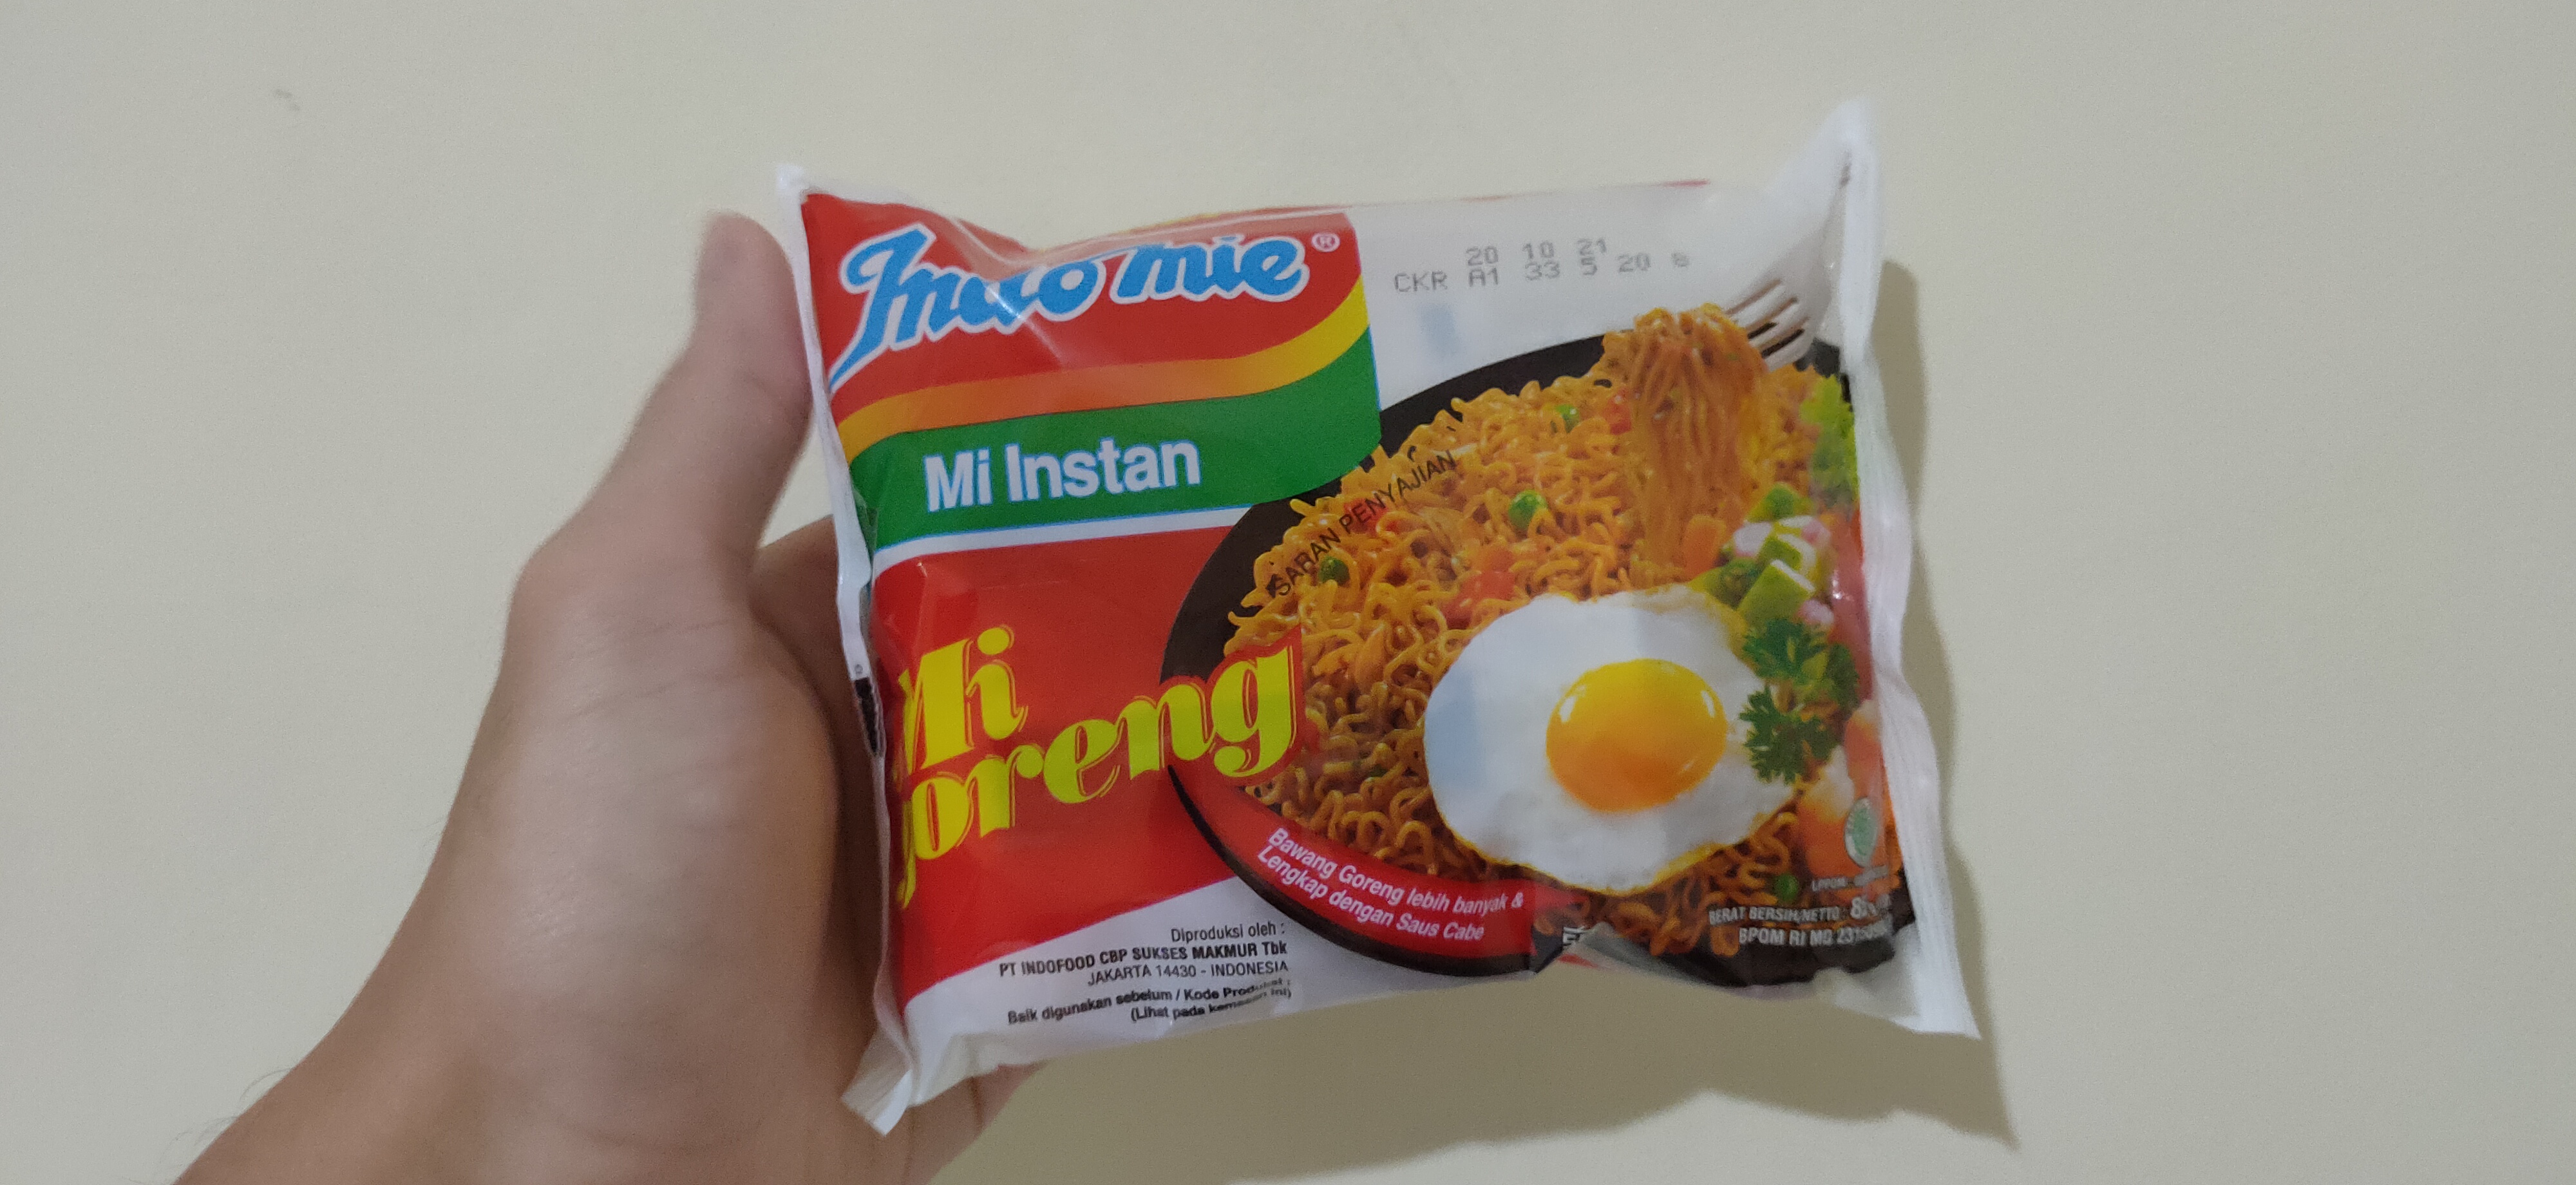 Indomie®
20 10 21
CKR A1 33 5 20 8
Mi Instan
SARAN PENYAJIAN
Mi
goreng
Bawang Goreng lebih banyak &
Lengkap dengan Saus Cabe
Diproduksi oleh :
PT INDOFOOD CBP SUKSES MAKMUR Tbk
JAKARTA 14430 - INDONESIA
Baik digunakan sebelum / Kode Produksi :
(Lihat pada kemasan ini)
BERAT BERSIH/NETTO :
BPOM RI MD